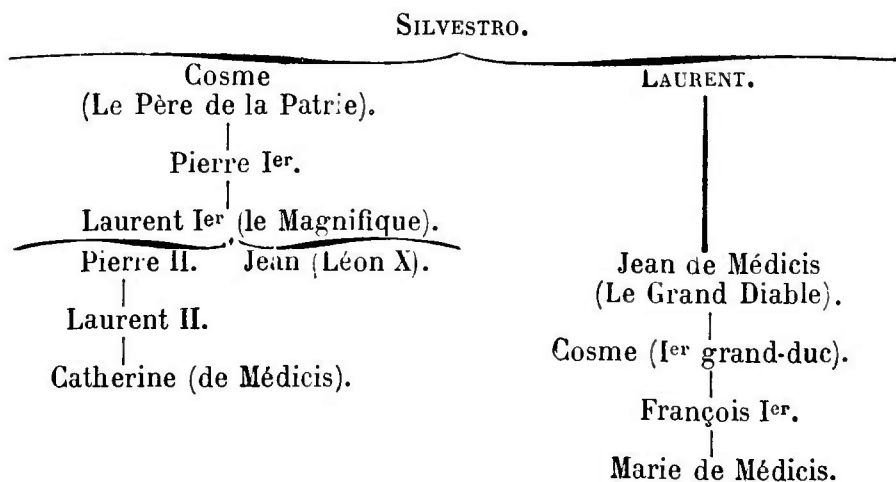 SILVESTRO.
Cosme
(Le Père de la Patrie).
Pierre Ier.
Laurent Ier (le Magnifique).
Pierre II. Jean (Léon X).
Laurent II.
Catherine (de Médicis).
LAURENT.
Jean de Médicis
(Le Grand Diable).
Cosme (Ier grand-duc).
François Ier.
Marie de Médicis.